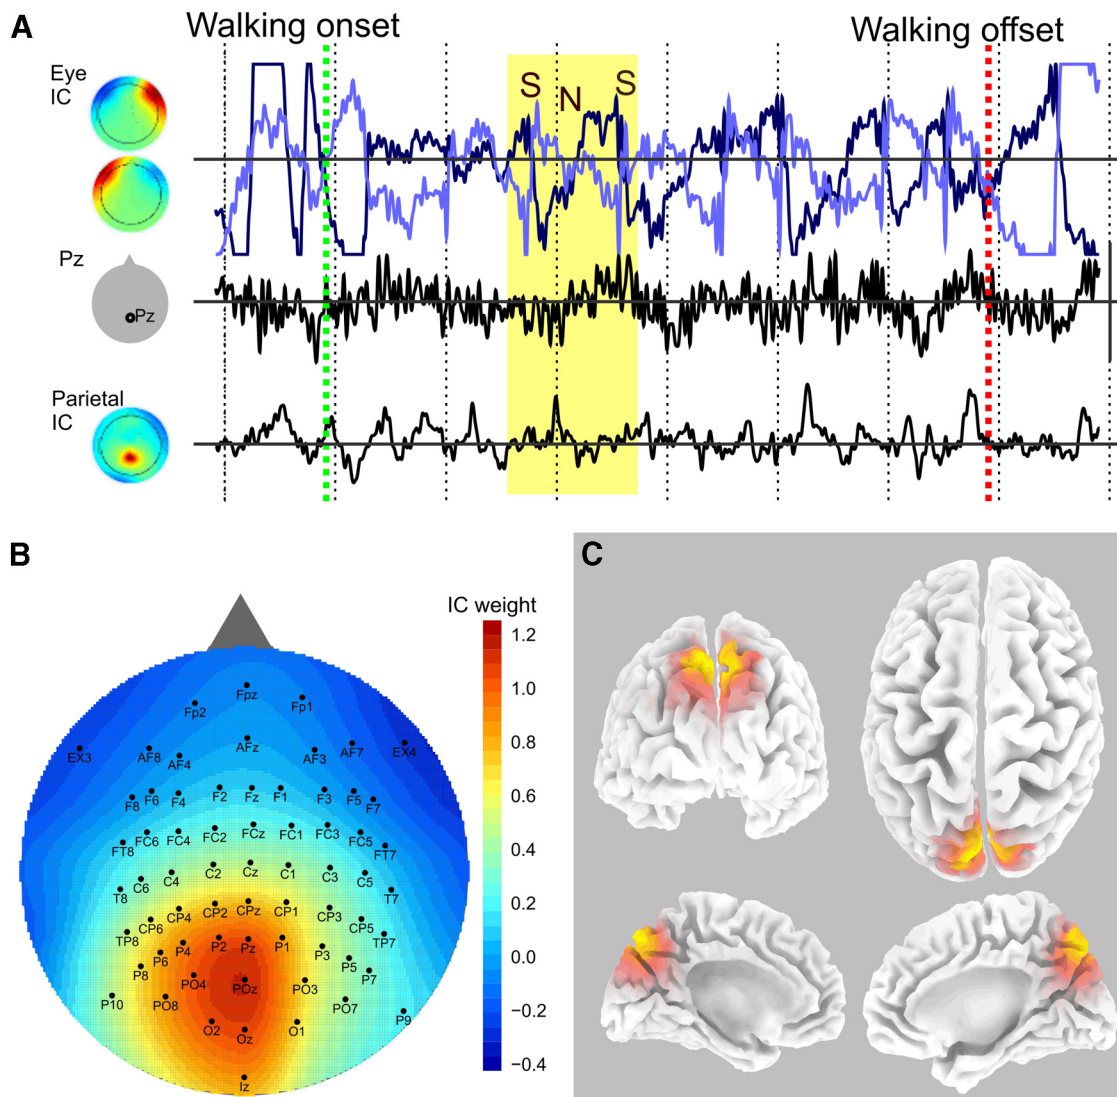 A
Walking onset
Walking offset
Eye
IC
S
N
S
Pz
Pz
Parietal
IC
B
C
IC weight
1.2
1.0
0.8
0.6
0.4
0.2
0.0
−0.2
−0.4
Fpz
Fp2
Fp1
EX3
AF8
AF4
AFz
AF3
AF7
EX4
F8
F6
F4
F2
Fz
F1
F3
F5
F7
FT8
FC6
FC4
FC2
FCz
FC1
FC3
FC5
FT7
T8
C6
C4
C2
Cz
C1
C3
C5
T7
TP8
CP6
CP4
CP2
CPz
CP1
CP3
CP5
TP7
P10
P8
P6
P4
P2
Pz
P1
P3
P5
P7
P9
PO8
PO4
POz
PO3
PO7
O2
Oz
O1
Iz